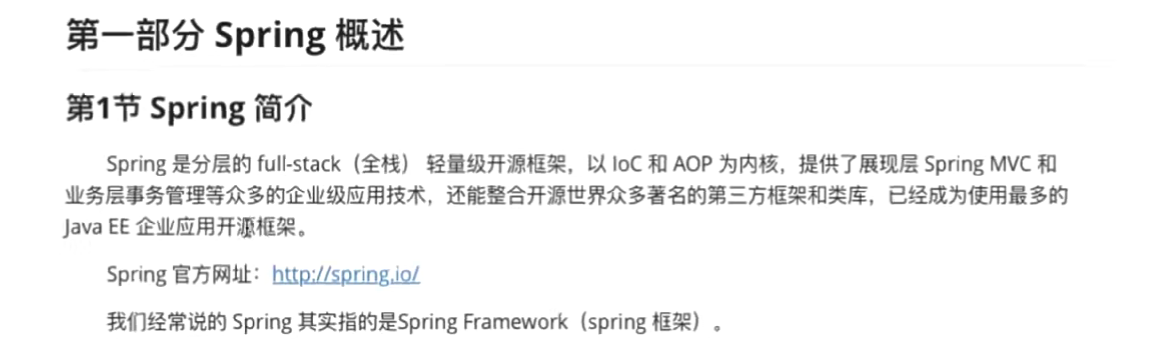 第一部分 Spring 概述
第1节 Spring 简介
Spring 是分层的 full-stack（全栈） 轻量级开源框架，以 IoC 和 AOP 为内核，提供了展现层 Spring MVC 和
业务层事务管理等众多的企业级应用技术，还能整合开源世界众多著名的第三方框架和类库，已经成为使用最多的
Java EE 企业应用开源框架。
Spring 官方网址：http://spring.io/
我们经常说的 Spring 其实指的是Spring Framework（spring 框架）。